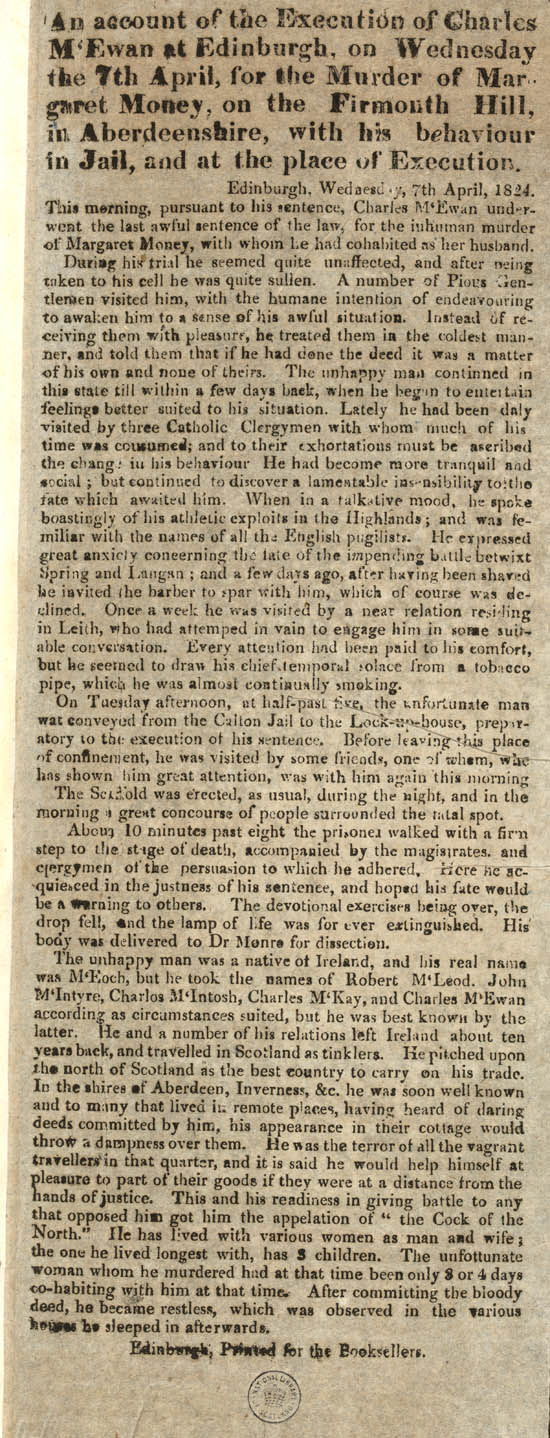 An account of the Execution of Charles
M'Ewan at Edinburgh, on Wednesday
the 7th April, for the Murder of Mar-
garet Money, on the Firmonth Hill,
in Aberdeenshire, with his behaviour
in Jail, and at the place of Execution.
Edinburgh, Wednesday, 7th April, 1824.
This morning, pursuant to his sentence, Charles M'Ewan under-
went the last awful sentence of the law, for the inhuman murder
of Margaret Money, with whom he had cohabited as her husband.
During his trial he seemed quite unaffected, and after being
taken to his cell he was quite sullen. A number of Pious Gen-
tlemen visited him, with the humane intention of endeavouring
to awaken him to a sense of his awful situation. Instead of re-
ceiving them with pleasure, he treated them in the coldest man-
ner, and told them that if he had done the deed it was a matter
of his own and none of theirs. The unhappy man continned in
this state till within a few days back, when he began to entertain
feelings better suited to his situation. Lately he had been daly
visited by three Catholic Clergymen with whom much of his
time was consumed; and to their exhortations must be ascribed
the change in his behaviour He had become more tranquil and
social; but continued to discover a lamentable insensibility to the
fate which awaited him. When in a talkative mood, he spoke
boastingly of his athletic exploits in the Highlands; and was fe-
miliar with the names of all the English pugilists. He expressed
great anxiety coneerning the fate of the impending battle betwixt
Spring and Langan; and a few days ago, after having been shaved
he invited the barber to spar with him, which of course was de-
clined. Once a week he was visited by a near relation residing
in Leith, who had attemped in vain to engage him in some suit-
able conversation. Every attention had been paid to his comfort,
but he seemed to draw his chief temporal solace from a tobacco
pipe, which he was almost continually smoking.
On Tuesday afternoon, at half-past five, the unfortunate man
wat conveyed from the Calton Jail to the Lock-up-house, prepar-
atory to the execution of his sentence. Before leaving this place
of confinement, he was visited by some friends, one of whom, who
has shown him great attention, was with him again this morning
The Scaffold was erected, as usual, during the night, and in the
morning a great concourse of people surrounded the fatal spot.
About 10 minutes past eight the prisoner walked with a firm
step to the stage of death, accompanied by the magistrates. and
clergymen of the persuasion to which he adhered. Here he ac-
quiesced in the justness of his sentence, and hoped his fate would
be a warning to others. The devotional exercises being over, the
drop fell, and the lamp of life was for ever extinguished. His
body was delivered to Dr Monro for dissection.
The unhappy man was a native of Ireland, and his real name
was M'Eoch, but he took the names of Robert M'Leod. John
M'Intyre, Charlos M'Intosh, Charles M'Kay, and Charles M'Ewan
according as circumstances suited, but he was best known by the
latter. He and a number of his relations left Ireland about ten
years back, and travelled in Scotland as tinklers. He pitched upon
the north of Scotland as the best country to carry on his trade.
In the shires of Aberdeen, Inverness, &c. he was soon well known
and to many that lived in remote places, having heard of daring
deeds committed by him, his appearance in their cottage would
throw a dampness over them. He was the terror of all the vagrant
travellers in that quarter, and it is said he would help himself at
pleasure to part of their goods if they were at a distance from the
hands of justice. This and his readiness in giving battle to any
that opposed him got him the appelation of " the Cock of the
North." He has lived with various women as man and wife;
the one he lived longest with, has 3 children. The unfottunate
woman whom he murdered had at that time been only 3 or 4 days
co-habiting with him at that time. After committing the bloody
deed, he became restless, which was observed in the various
houses he sleeped in afterwards.
Edinburgh, Printed for the Booksellers.
NATIONAL LIBRARY OF SCOTLAND